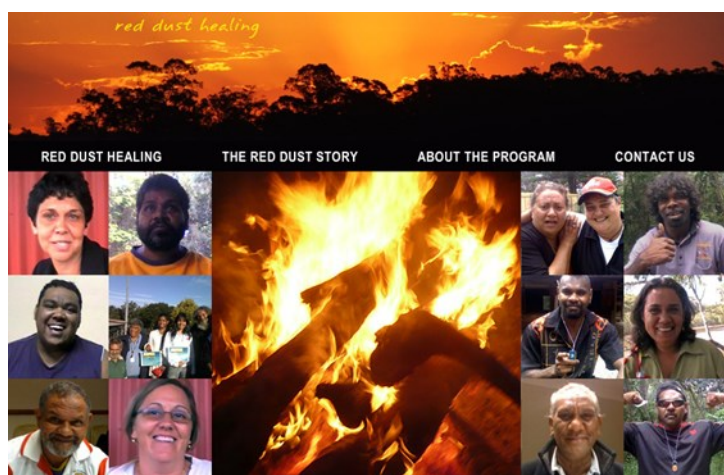 red dust healing
RED DUST HEALING THE RED DUST STORY ABOUT THE PROGRAM CONTACT US